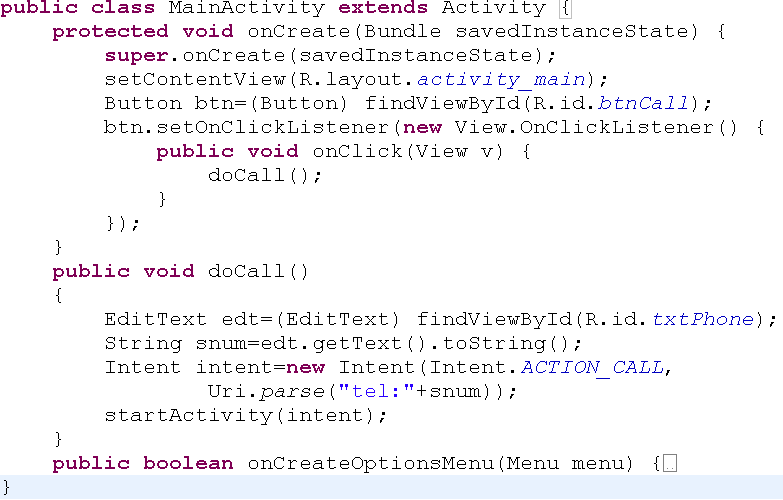 public class MainActivity extends Activity {
    protected void onCreate(Bundle savedInstanceState) {
        super.onCreate(savedInstanceState);
        setContentView(R.layout.activity_main);
        Button btn=(Button) findViewById(R.id.btnCall);
        btn.setOnClickListener(new View.OnClickListener() {
            public void onClick(View v) {
                doCall();
            }
        });
    }
    public void doCall()
    {
        EditText edt=(EditText) findViewById(R.id.txtPhone);
        String snum=edt.getText().toString();
        Intent intent=new Intent(Intent.ACTION_CALL,
                Uri.parse("tel:"+snum));
        startActivity(intent);
    }
    public boolean onCreateOptionsMenu(Menu menu) {...
}